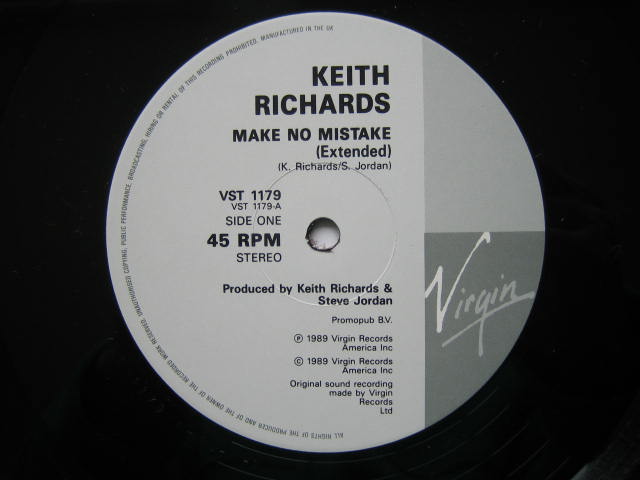 ALL RIGHTS OF THE PRODUCER AND OF THE OWNER OF THE RECORDED WORK RESERVED. UNAUTHORISED COPYING, PUBLIC PERFORMANCE, BROADCASTING, HIRING OR RENTAL OF THIS RECORDING PROHIBITED. MANUFACTURED IN THE UK
KEITH
RICHARDS
MAKE NO MISTAKE
(Extended)
(K. Richards/S. Jordan)
VST 1179
VST 1179-A
SIDE ONE
45 RPM
STEREO
Produced by Keith Richards &
Steve Jordan
Promopub B.V.
℗ 1989 Virgin Records
America Inc
© 1989 Virgin Records
America Inc
Original sound recording
made by Virgin
Records
Ltd
Virgin